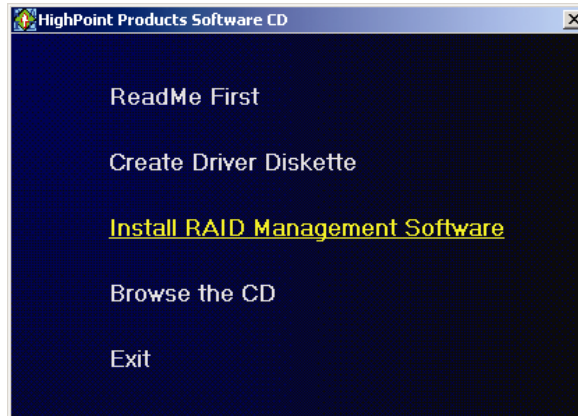 HighPoint Products Software CD
ReadMe First
Create Driver Diskette
Install RAID Management Software
Browse the CD
Exit